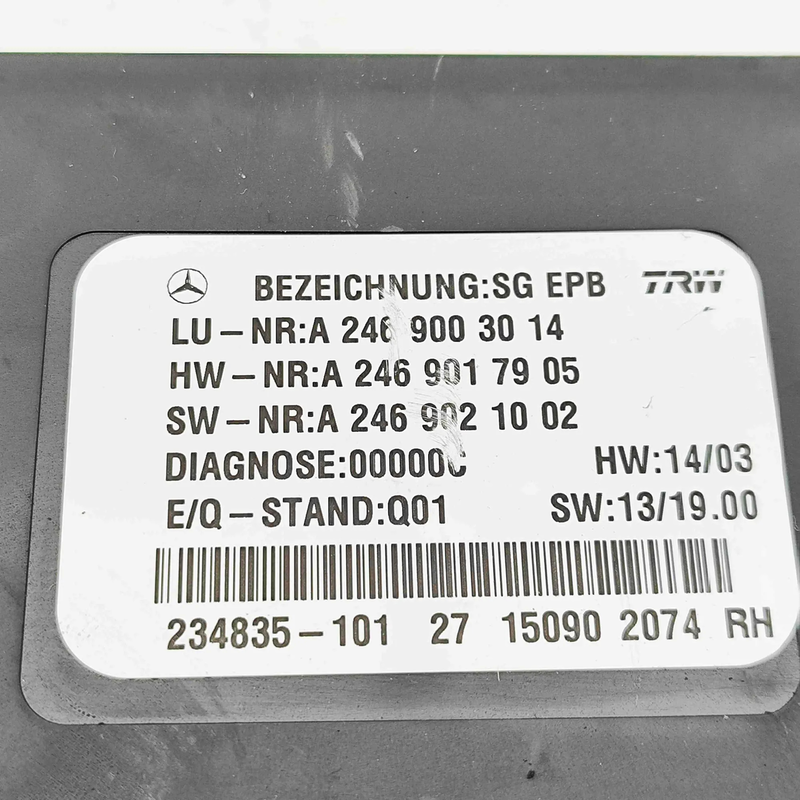 BEZEICHNUNG:SG EPB TRW
LU-NR:A 246 900 30 14
HW-NR:A 246 901 79 05
SW-NR:A 246 902 10 02
DIAGNOSE:00000C HW:14/03
E/Q-STAND:Q01 SW:13/19.00
234835-101 27 15090 2074 RH